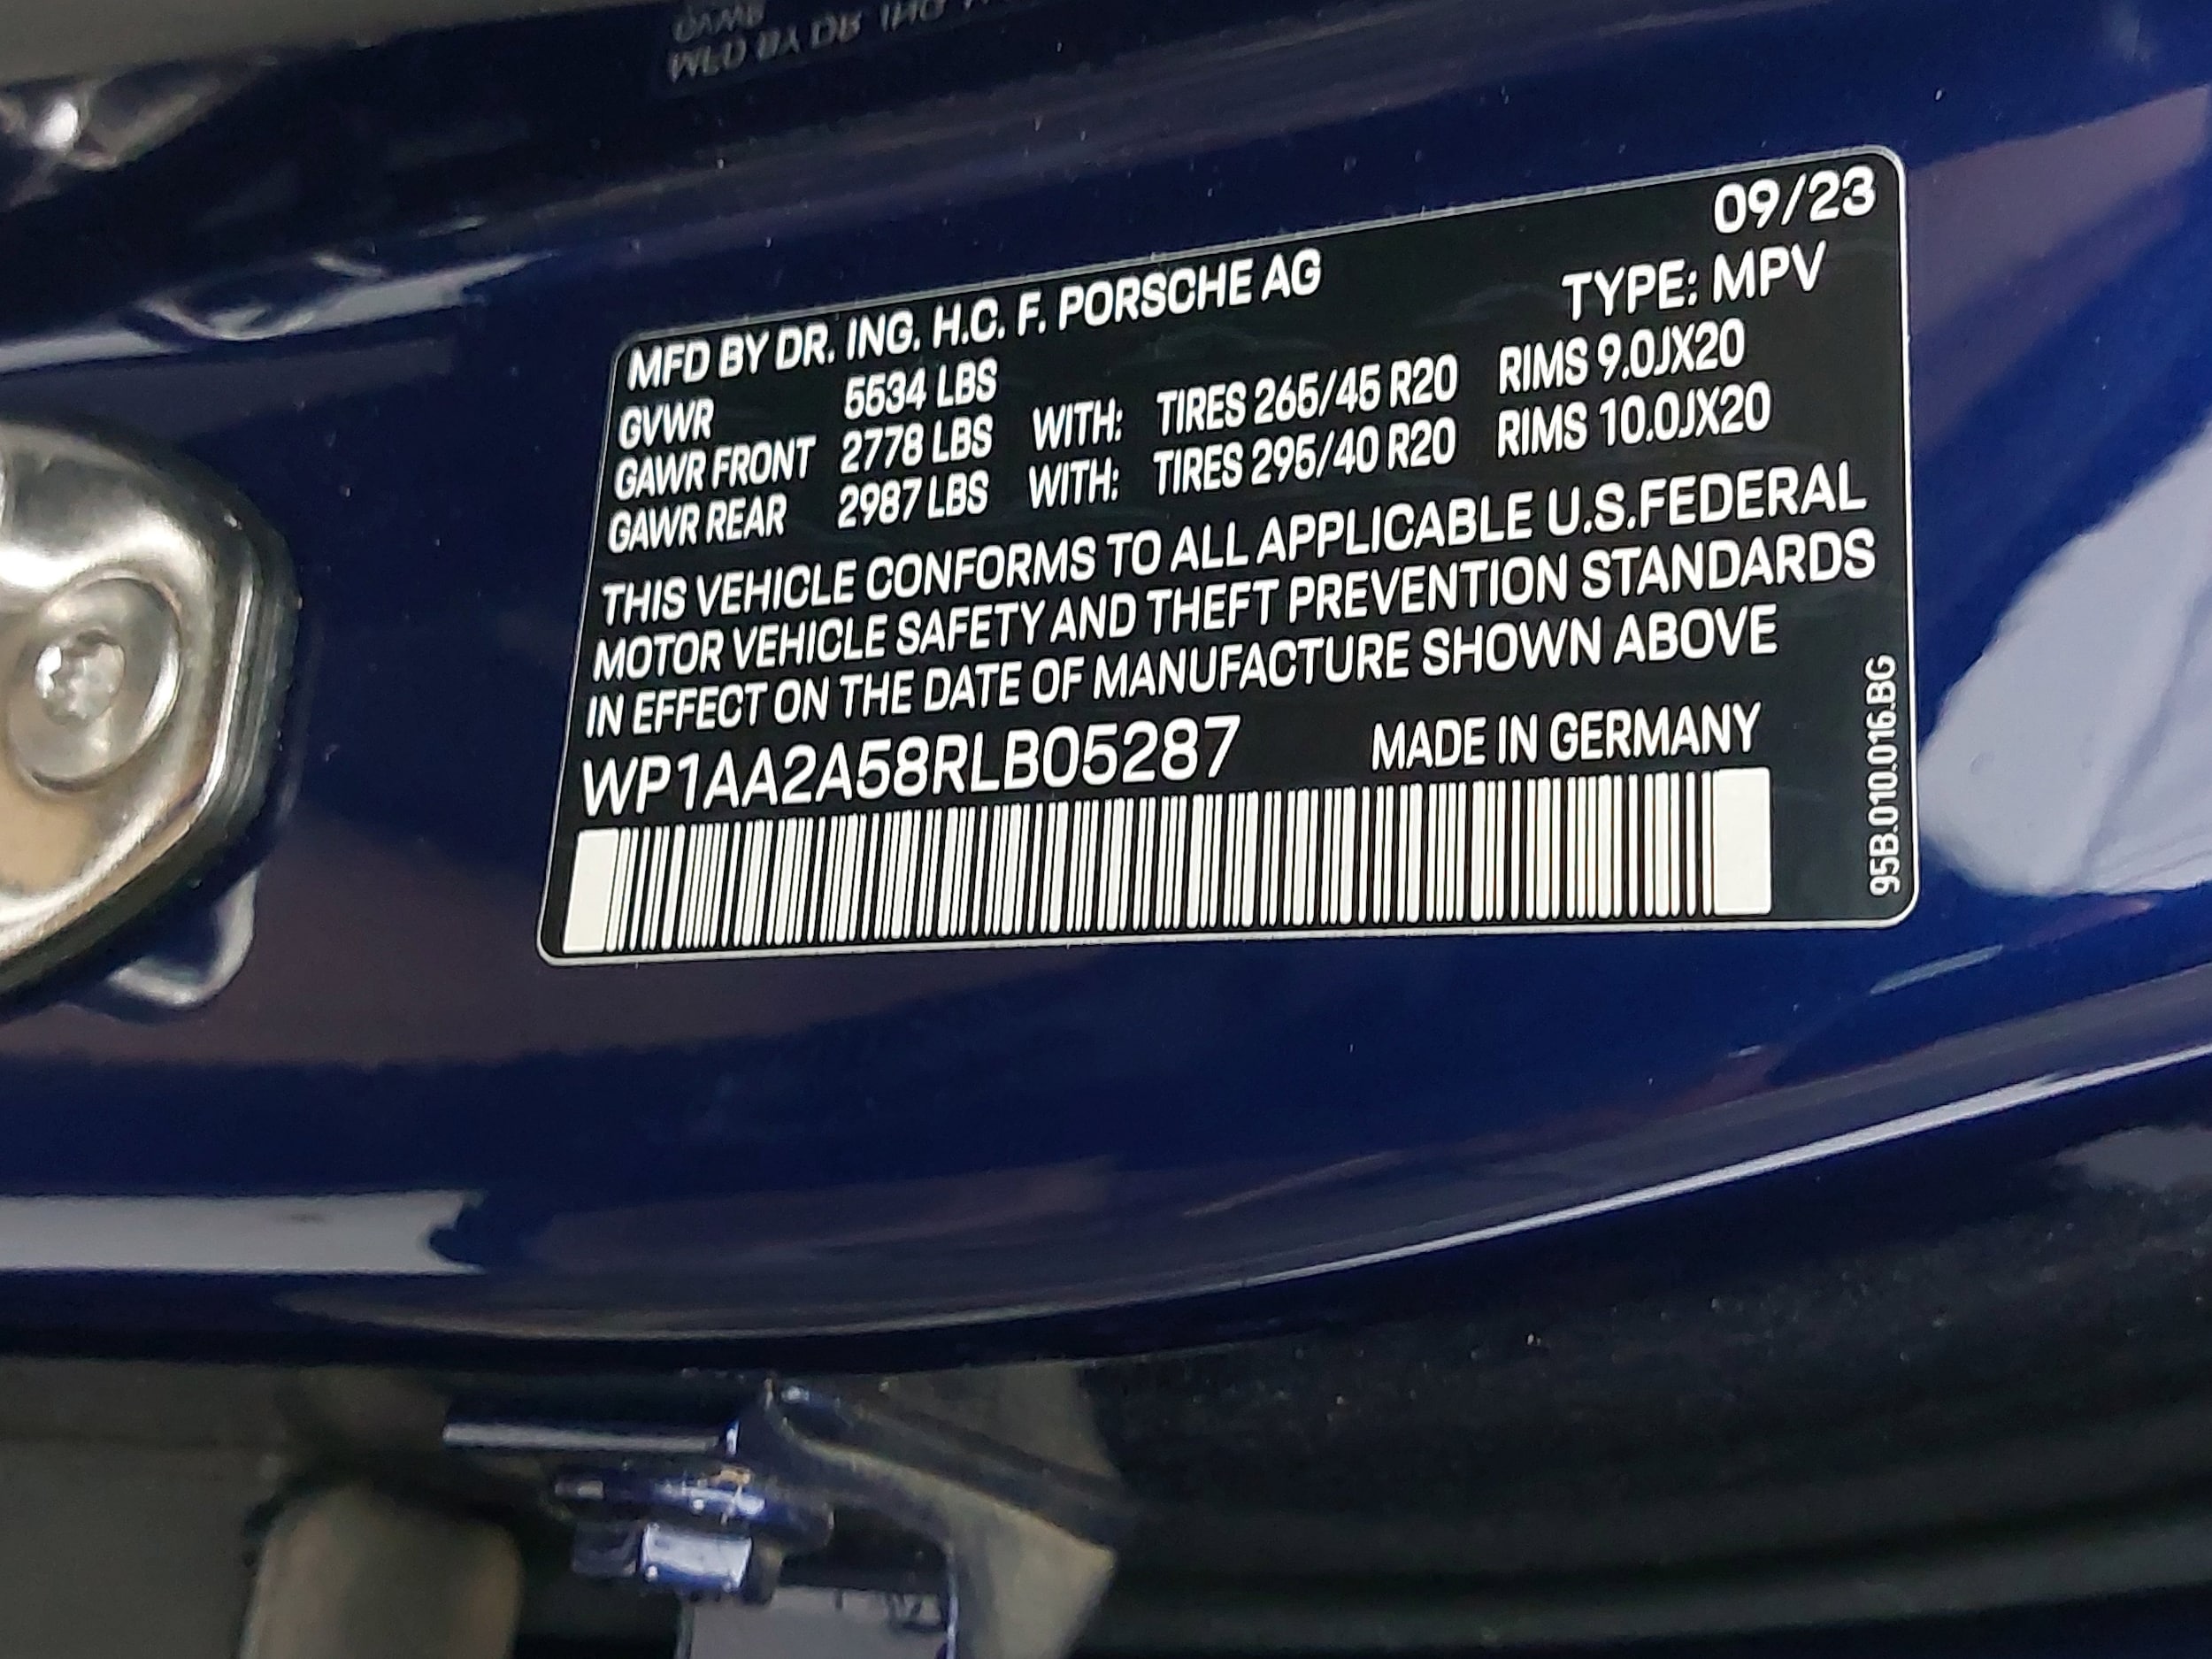 09/23
MFD BY DR. ING. H.C. F. PORSCHE AG
TYPE: MPV
GVWR 5534 LBS
GAWR FRONT 2778 LBS WITH: TIRES 265/45 R20 RIMS 9.0JX20
GAWR REAR 2987 LBS WITH: TIRES 295/40 R20 RIMS 10.0JX20
THIS VEHICLE CONFORMS TO ALL APPLICABLE U.S.FEDERAL
MOTOR VEHICLE SAFETY AND THEFT PREVENTION STANDARDS
IN EFFECT ON THE DATE OF MANUFACTURE SHOWN ABOVE
WP1AA2A58RLB05287 MADE IN GERMANY
95B.010.016.BG